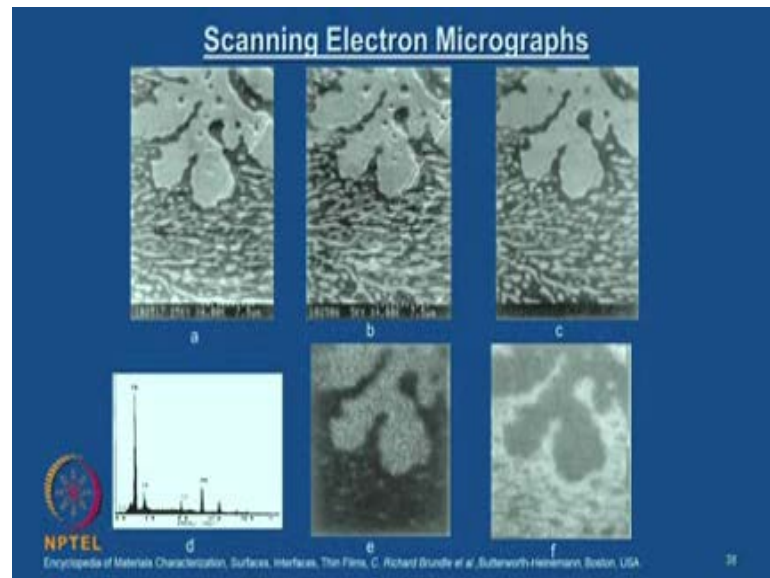 Scanning Electron Micrographs
a
b
c
d
e
f
NPTEL
Encyclopedia of Materials Characterization, Surfaces, Interfaces, Thin Films, C. Richard Brundle et al, Butterworth-Heinemann, Boston, USA
38